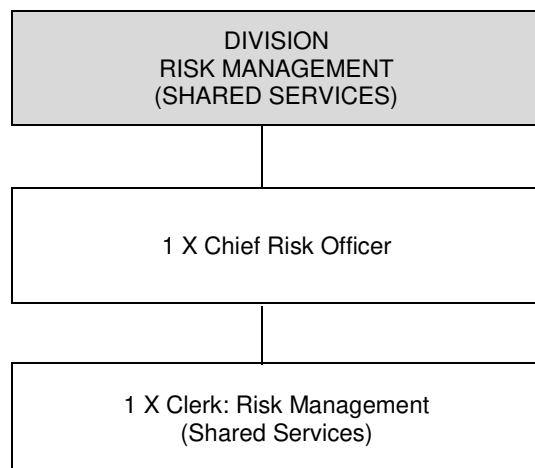 DIVISION
RISK MANAGEMENT
(SHARED SERVICES)
1 X Chief Risk Officer
1 X Clerk: Risk Management
(Shared Services)